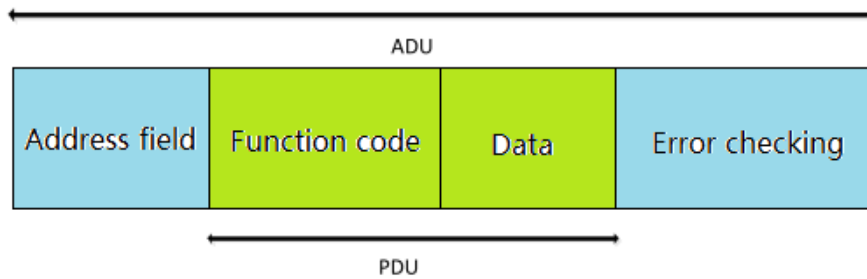 ADU
Address field
Function code
Data
Error checking
PDU